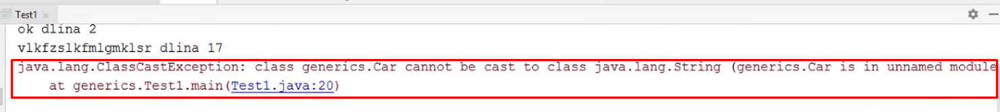 Test1
ok dlina 2
vlkfzslkfmlgmklsr dlina 17
java.lang.ClassCastException: class generics.Car cannot be cast to class java.lang.String (generics.Car is in unnamed module
at generics.Test1.main(Test1.java:20)